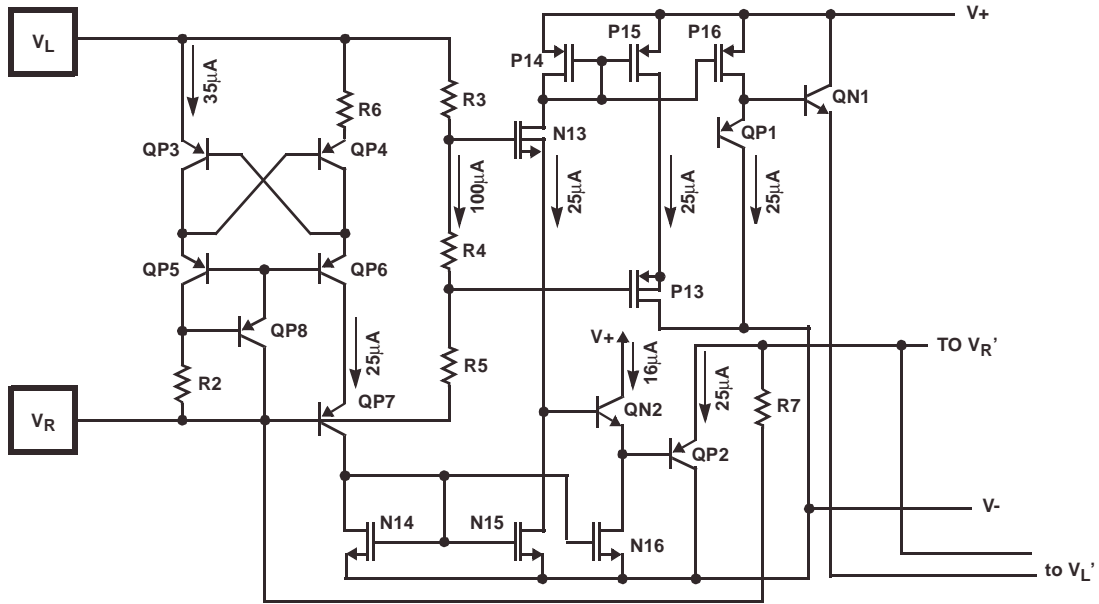 V+
VL
P14
P15
P16
35µA
R6
R3
QN1
N13
QP1
QP3
QP4
100µA
25µA
25µA
25µA
R4
QP5
QP6
P13
QP8
V+
16µA
TO VR’
25µA
R5
25µA
R2
QP7
QN2
R7
VR
QP2
V-
N14
N15
N16
to VL’